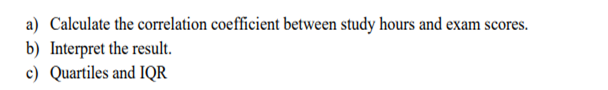 a) Calculate the correlation coefficient between study hours and exam scores.
b) Interpret the result.
c) Quartiles and IQR